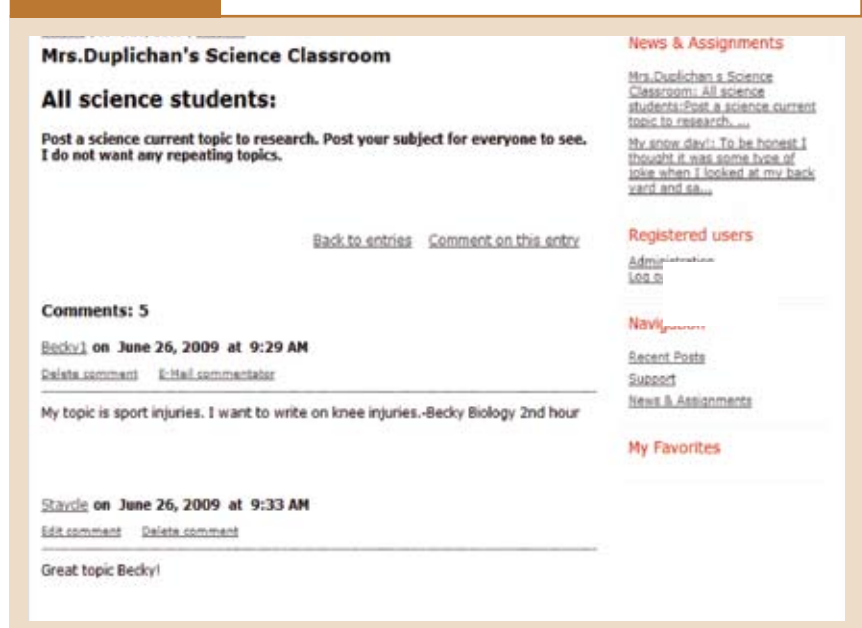 Mrs.Duplichan's Science Classroom
All science students:
Post a science current topic to research. Post your subject for everyone to see.
I do not want any repeating topics.
Back to entries Comment on this entry
Comments: 5
Becky1 on June 26, 2009 at 9:29 AM
Delete comment E-Mail commentator
My topic is sport injuries. I want to write on knee injuries.-Becky Biology 2nd hour
on June 26, 2009 at 9:33 AM
Edit comment Delete comment
Great topic Becky!
News & Assignments
Mrs.Duplichan s Science
Classroom: All science
students:Post a science current
topic to research. ...
My snow day!: To be honest I
thought it was some type of
joke when I looked at my back
yard and sa...
Registered users
Log
Recent Posts
Support
News & Assignments
My Favorites